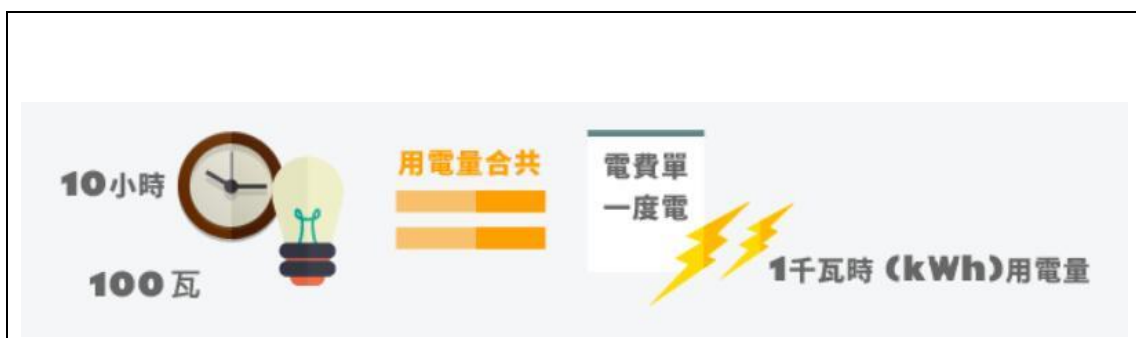 10小時
100瓦
用電量合共
電費單
一度電
1千瓦時 (kWh)用電量